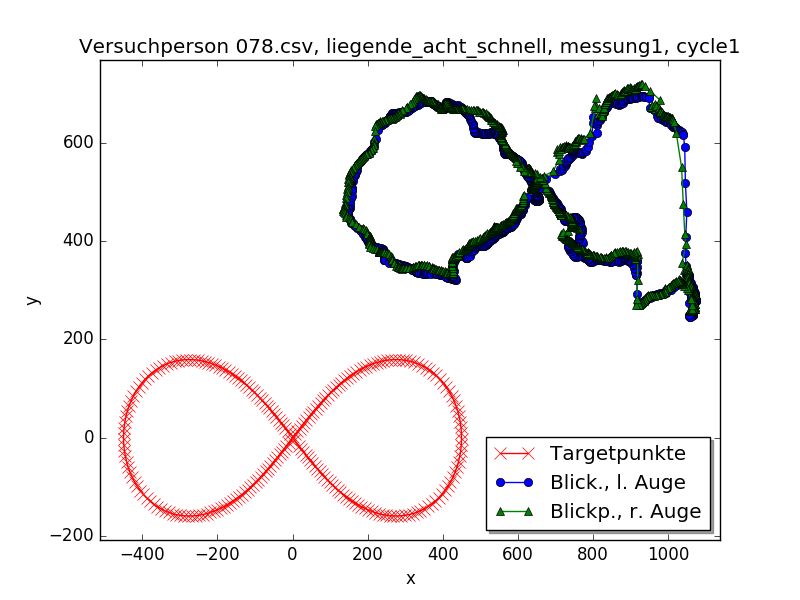 Versuchperson 078.csv, liegende_acht_schnell, messung1, cycle1
600
400
y
200
0
−200
−400
−200
0
200
400
600
800
1000
x
Targetpunkte
Blick., l. Auge
Blickp., r. Auge